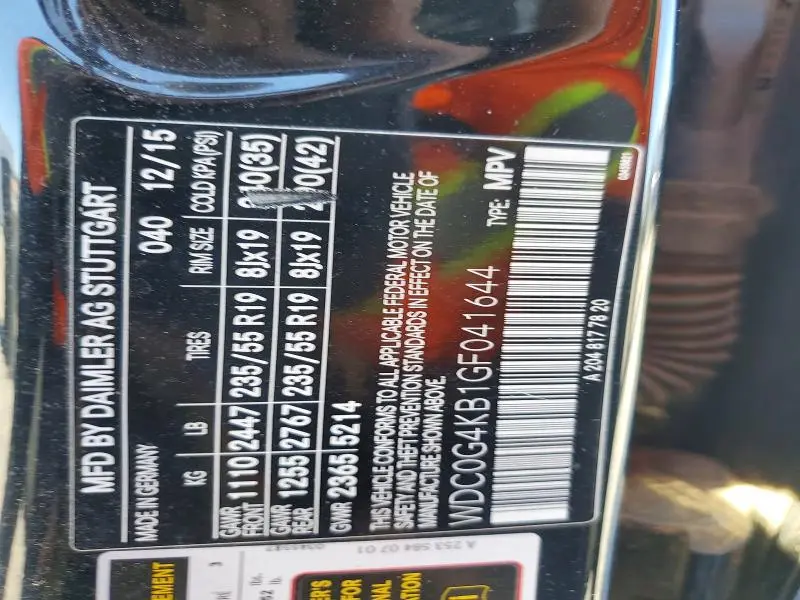 MFD BY DAIMLER AG STUTTGART
MADE IN GERMANY 040 12/15
KG LB TIRES RIM SIZE COLD KPA(PSI)
GAWR FRONT 1110 2447 235/55 R19 8Jx19 (35)
GAWR REAR 1255 2767 235/55 R19 8Jx19 (42)
GWR 2365 5214
THIS VEHICLE CONFORMS TO ALL APPLICABLE FEDERAL MOTOR VEHICLE
SAFETY AND THEFT PREVENTION STANDARDS IN EFFECT ON THE DATE OF
MANUFACTURE SHOWN ABOVE.
WDC0G4KB1GF041644 TYPE: MPV
A 204 817 78 20
A 253 584 07 01